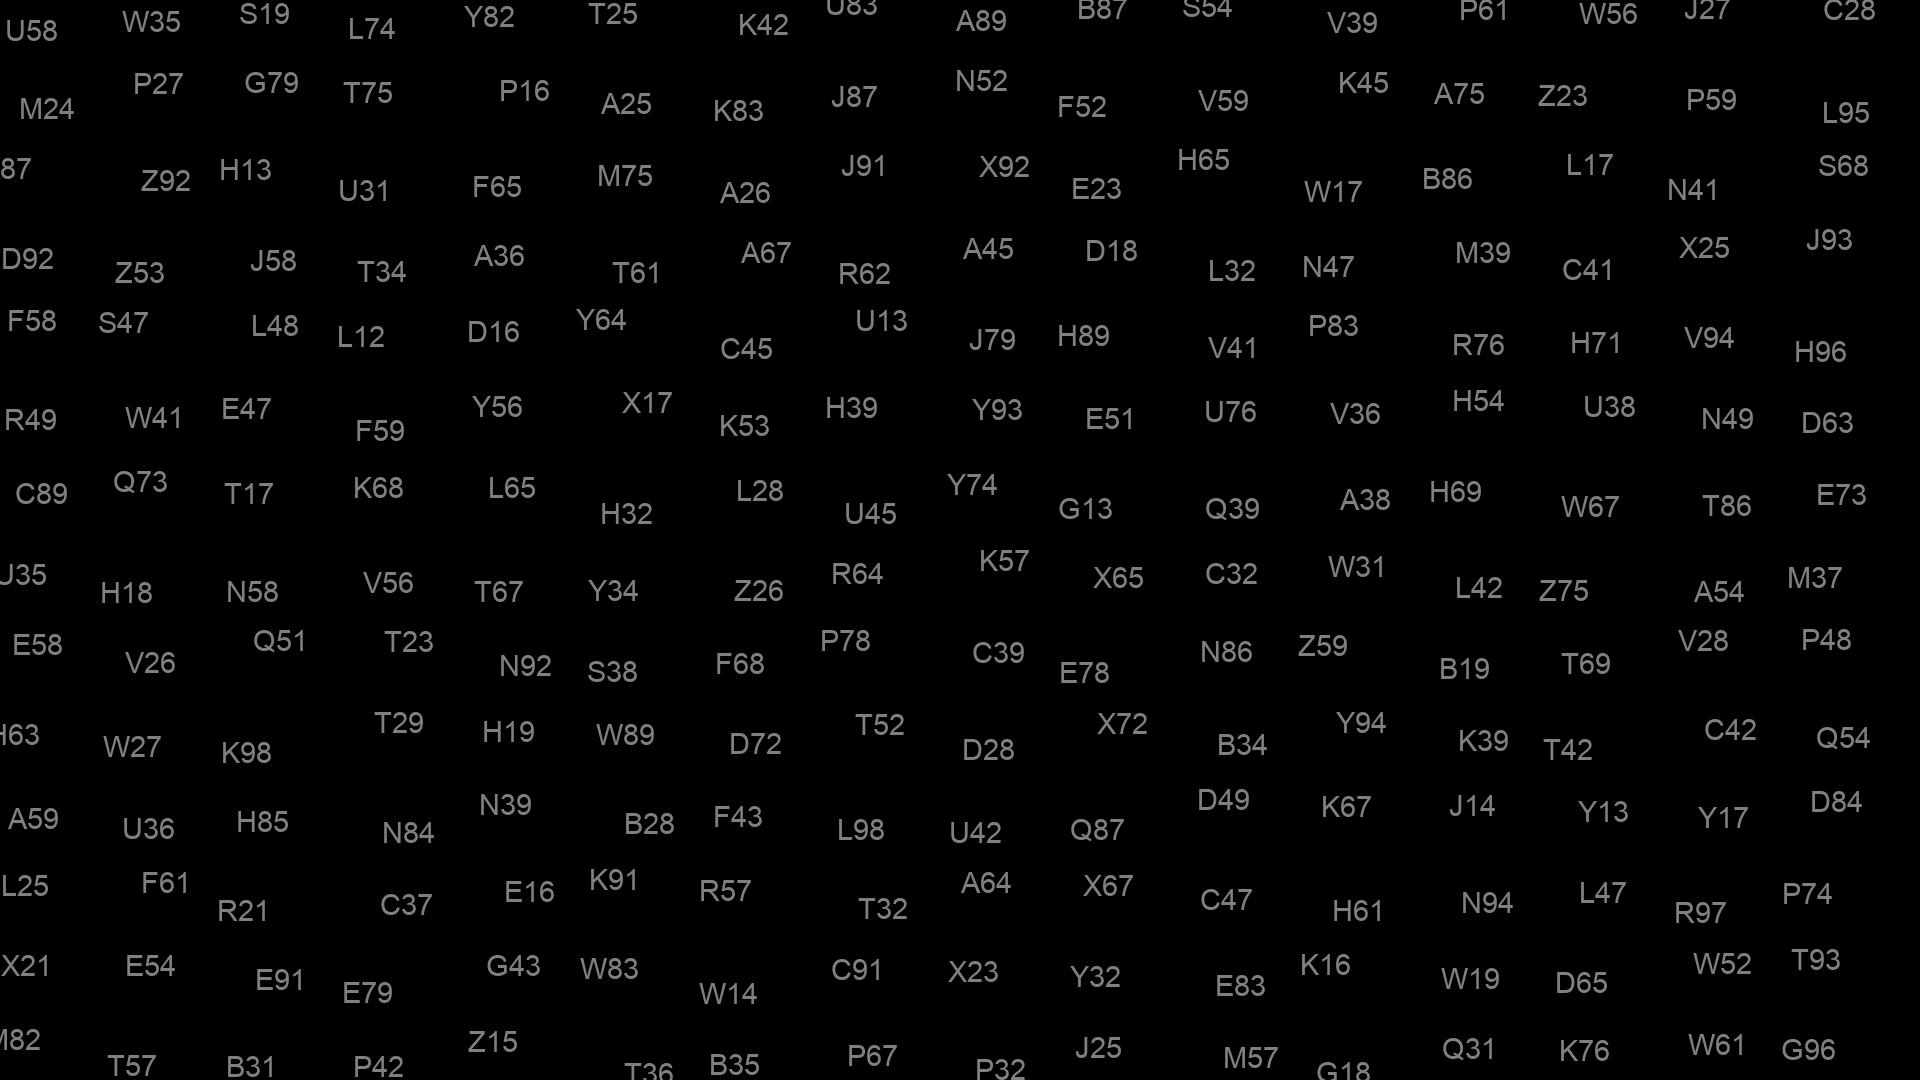 U58 W35 S19 L74 Y82 T25 K42 U83 A89 B87 S54 V39 P61 W56 J27 C28
M24 P27 G79 T75 P16 A25 K83 J87 N52 F52 V59 K45 A75 Z23 P59 L95
87 Z92 H13 U31 F65 M75 A26 J91 X92 E23 H65 W17 B86 L17 N41 S68
D92 Z53 J58 T34 A36 T61 A67 R62 A45 D18 L32 N47 M39 C41 X25 J93
F58 S47 L48 L12 D16 Y64 C45 U13 J79 H89 V41 P83 R76 H71 V94 H96
R49 W41 E47 F59 Y56 X17 K53 H39 Y93 E51 U76 V36 H54 U38 N49 D63
C89 Q73 T17 K68 L65 H32 L28 U45 Y74 G13 Q39 A38 H69 W67 T86 E73
U35 H18 N58 V56 T67 Y34 Z26 R64 K57 X65 C32 W31 L42 Z75 A54 M37
E58 V26 Q51 T23 N92 S38 F68 P78 C39 E78 N86 Z59 B19 T69 V28 P48
H63 W27 K98 T29 H19 W89 D72 T52 D28 X72 B34 Y94 K39 T42 C42 Q54
A59 U36 H85 N84 N39 B28 F43 L98 U42 Q87 D49 K67 J14 Y13 Y17 D84
L25 F61 R21 C37 E16 K91 R57 T32 A64 X67 C47 H61 N94 L47 R97 P74
X21 E54 E91 E79 G43 W83 W14 C91 X23 Y32 E83 K16 W19 D65 W52 T93
M82 T57 B31 P42 Z15 T36 B35 P67 P32 J25 M57 G18 Q31 K76 W61 G96